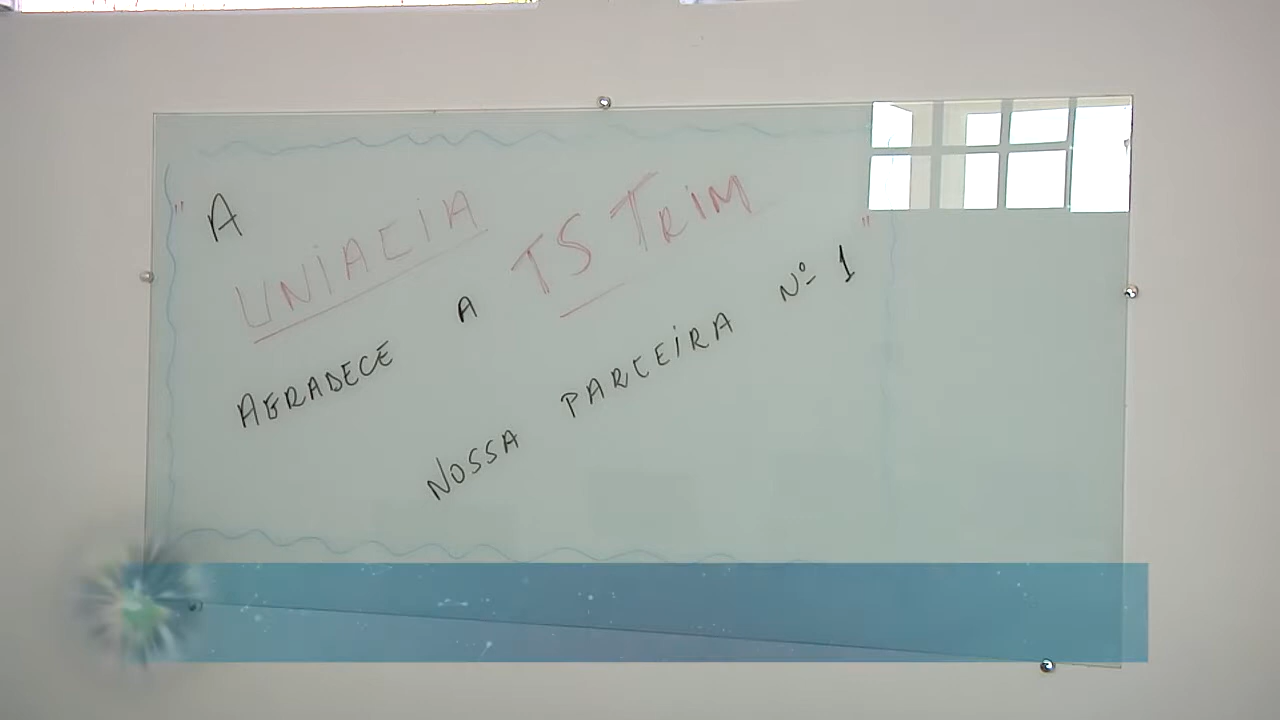 " A
UNiACiA
AGRADECE A TS TRiM
NOSSA PARCEiRA Nº 1 "